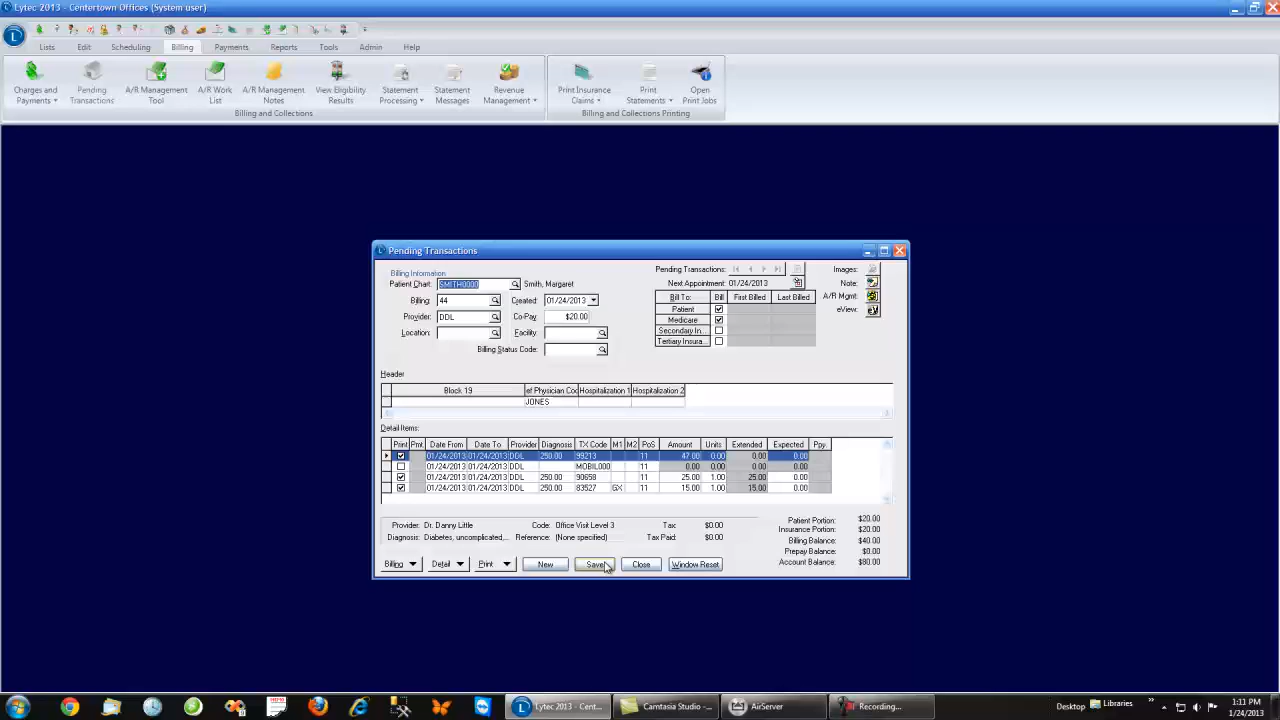 Lytec 2013 - Centertown Offices (System user)
Lists Edit Scheduling Billing Payments Reports Tools Admin Help
Charges and Payments Pending Transactions A/R Management Tool A/R Work List A/R Management Notes View Eligibility Results Statement Processing Statement Messages Revenue Management Print Insurance Claims Print Statements Open Print Jobs
Billing and Collections Billing and Collections Printing
Pending Transactions
Billing Information Pending Transactions: Images:
Patient Chart: SMITH0000 Smith, Margaret Next Appointment: 01/24/2013 Note:
Billing: 44 Created: 01/24/2013 Bill To: Bill First Billed Last Billed A/R Mgmt:
Patient eView:
Provider: DDL Co-Pay $20.00 Medicare
Location: Facility: Secondary In...
Billing Status Code: Tertiary Insura...
Header
Block 19 ef Physician Co Hospitalization 1 Hospitalization 2
JONES
Detail Items:
Print Pmt Date From Date To Provider Diagnosis TX Code M1 M2 PoS Amount Units Extended Expected Ppy.
01/24/2013 01/24/2013 DDL 250.00 99213 11 47.00 0.00 0.00 0.00
01/24/2013 01/24/2013 DDL MOBIL000 11 0.00 0.00 0.00 0.00
01/24/2013 01/24/2013 DDL 250.00 90658 11 25.00 1.00 25.00 0.00
01/24/2013 01/24/2013 DDL 250.00 83527 GX 11 15.00 1.00 15.00 0.00
Provider: Dr. Danny Little Code: Office Visit Level 3 Tax: $0.00
Diagnosis: Diabetes, uncomplicated,... Reference: (None specified) Tax Paid: $0.00
Patient Portion: $20.00
Insurance Portion: $20.00
Billing Balance: $40.00
Prepay Balance: $0.00
Account Balance: $80.00
Billing Detail Print New Save Close Window Reset
Lytec 2013 - Cent... Camtasia Studio -... AirServer Recording... Desktop Libraries 1:11 PM
1/24/2013